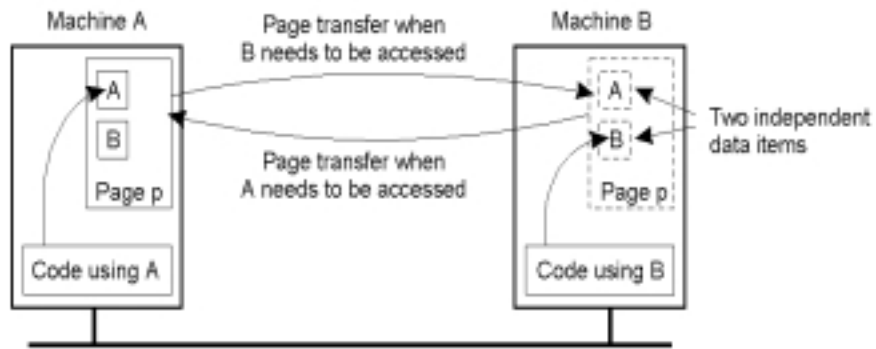 Machine A
Page transfer when
B needs to be accessed
Machine B
A
B
Page p
A
B
Page p
Two independent
data items
Page transfer when
A needs to be accessed
Code using A
Code using B